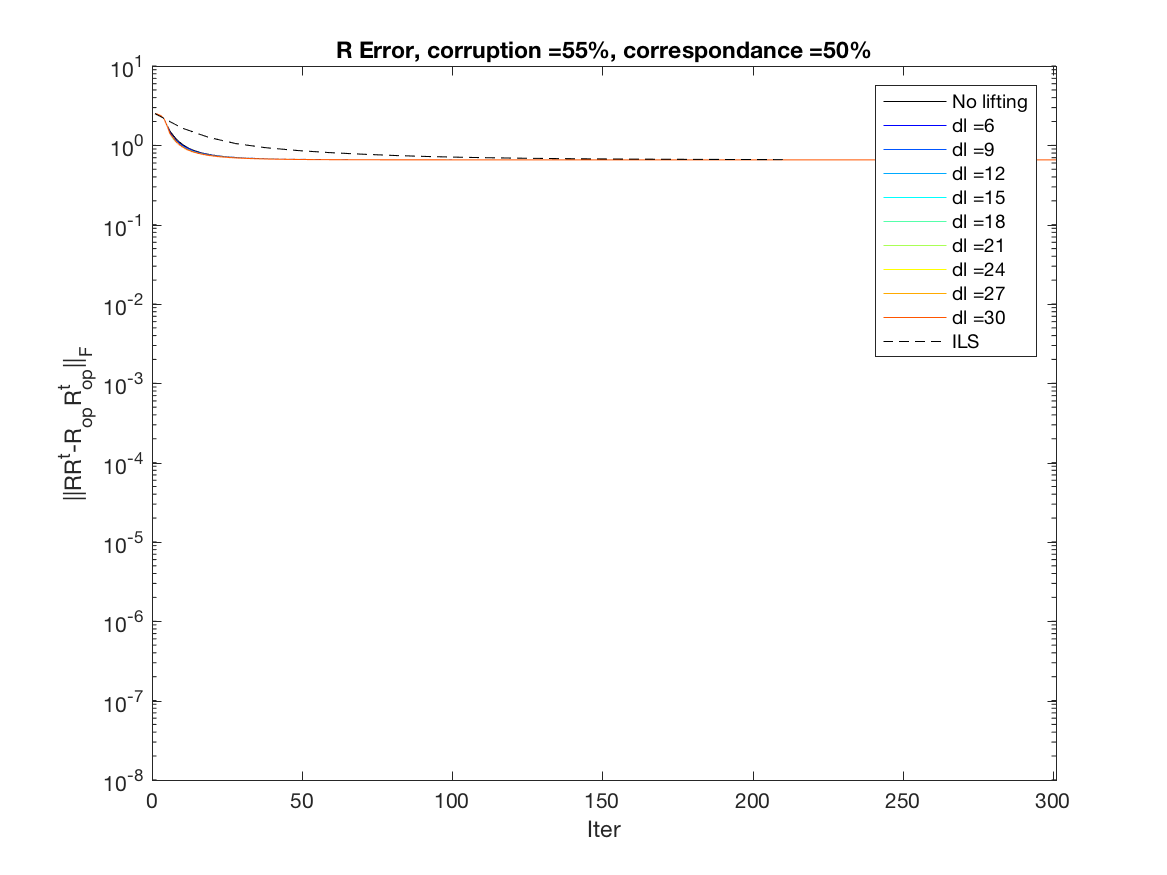 R Error, corruption =55%, correspondance =50%
10^1
10^0
10^-1
10^-2
10^-3
10^-4
10^-5
10^-6
10^-7
10^-8
||RR^t-R_op R^t_op||_F
No lifting
dl =6
dl =9
dl =12
dl =15
dl =18
dl =21
dl =24
dl =27
dl =30
ILS
0 50 100 150 200 250 300
Iter